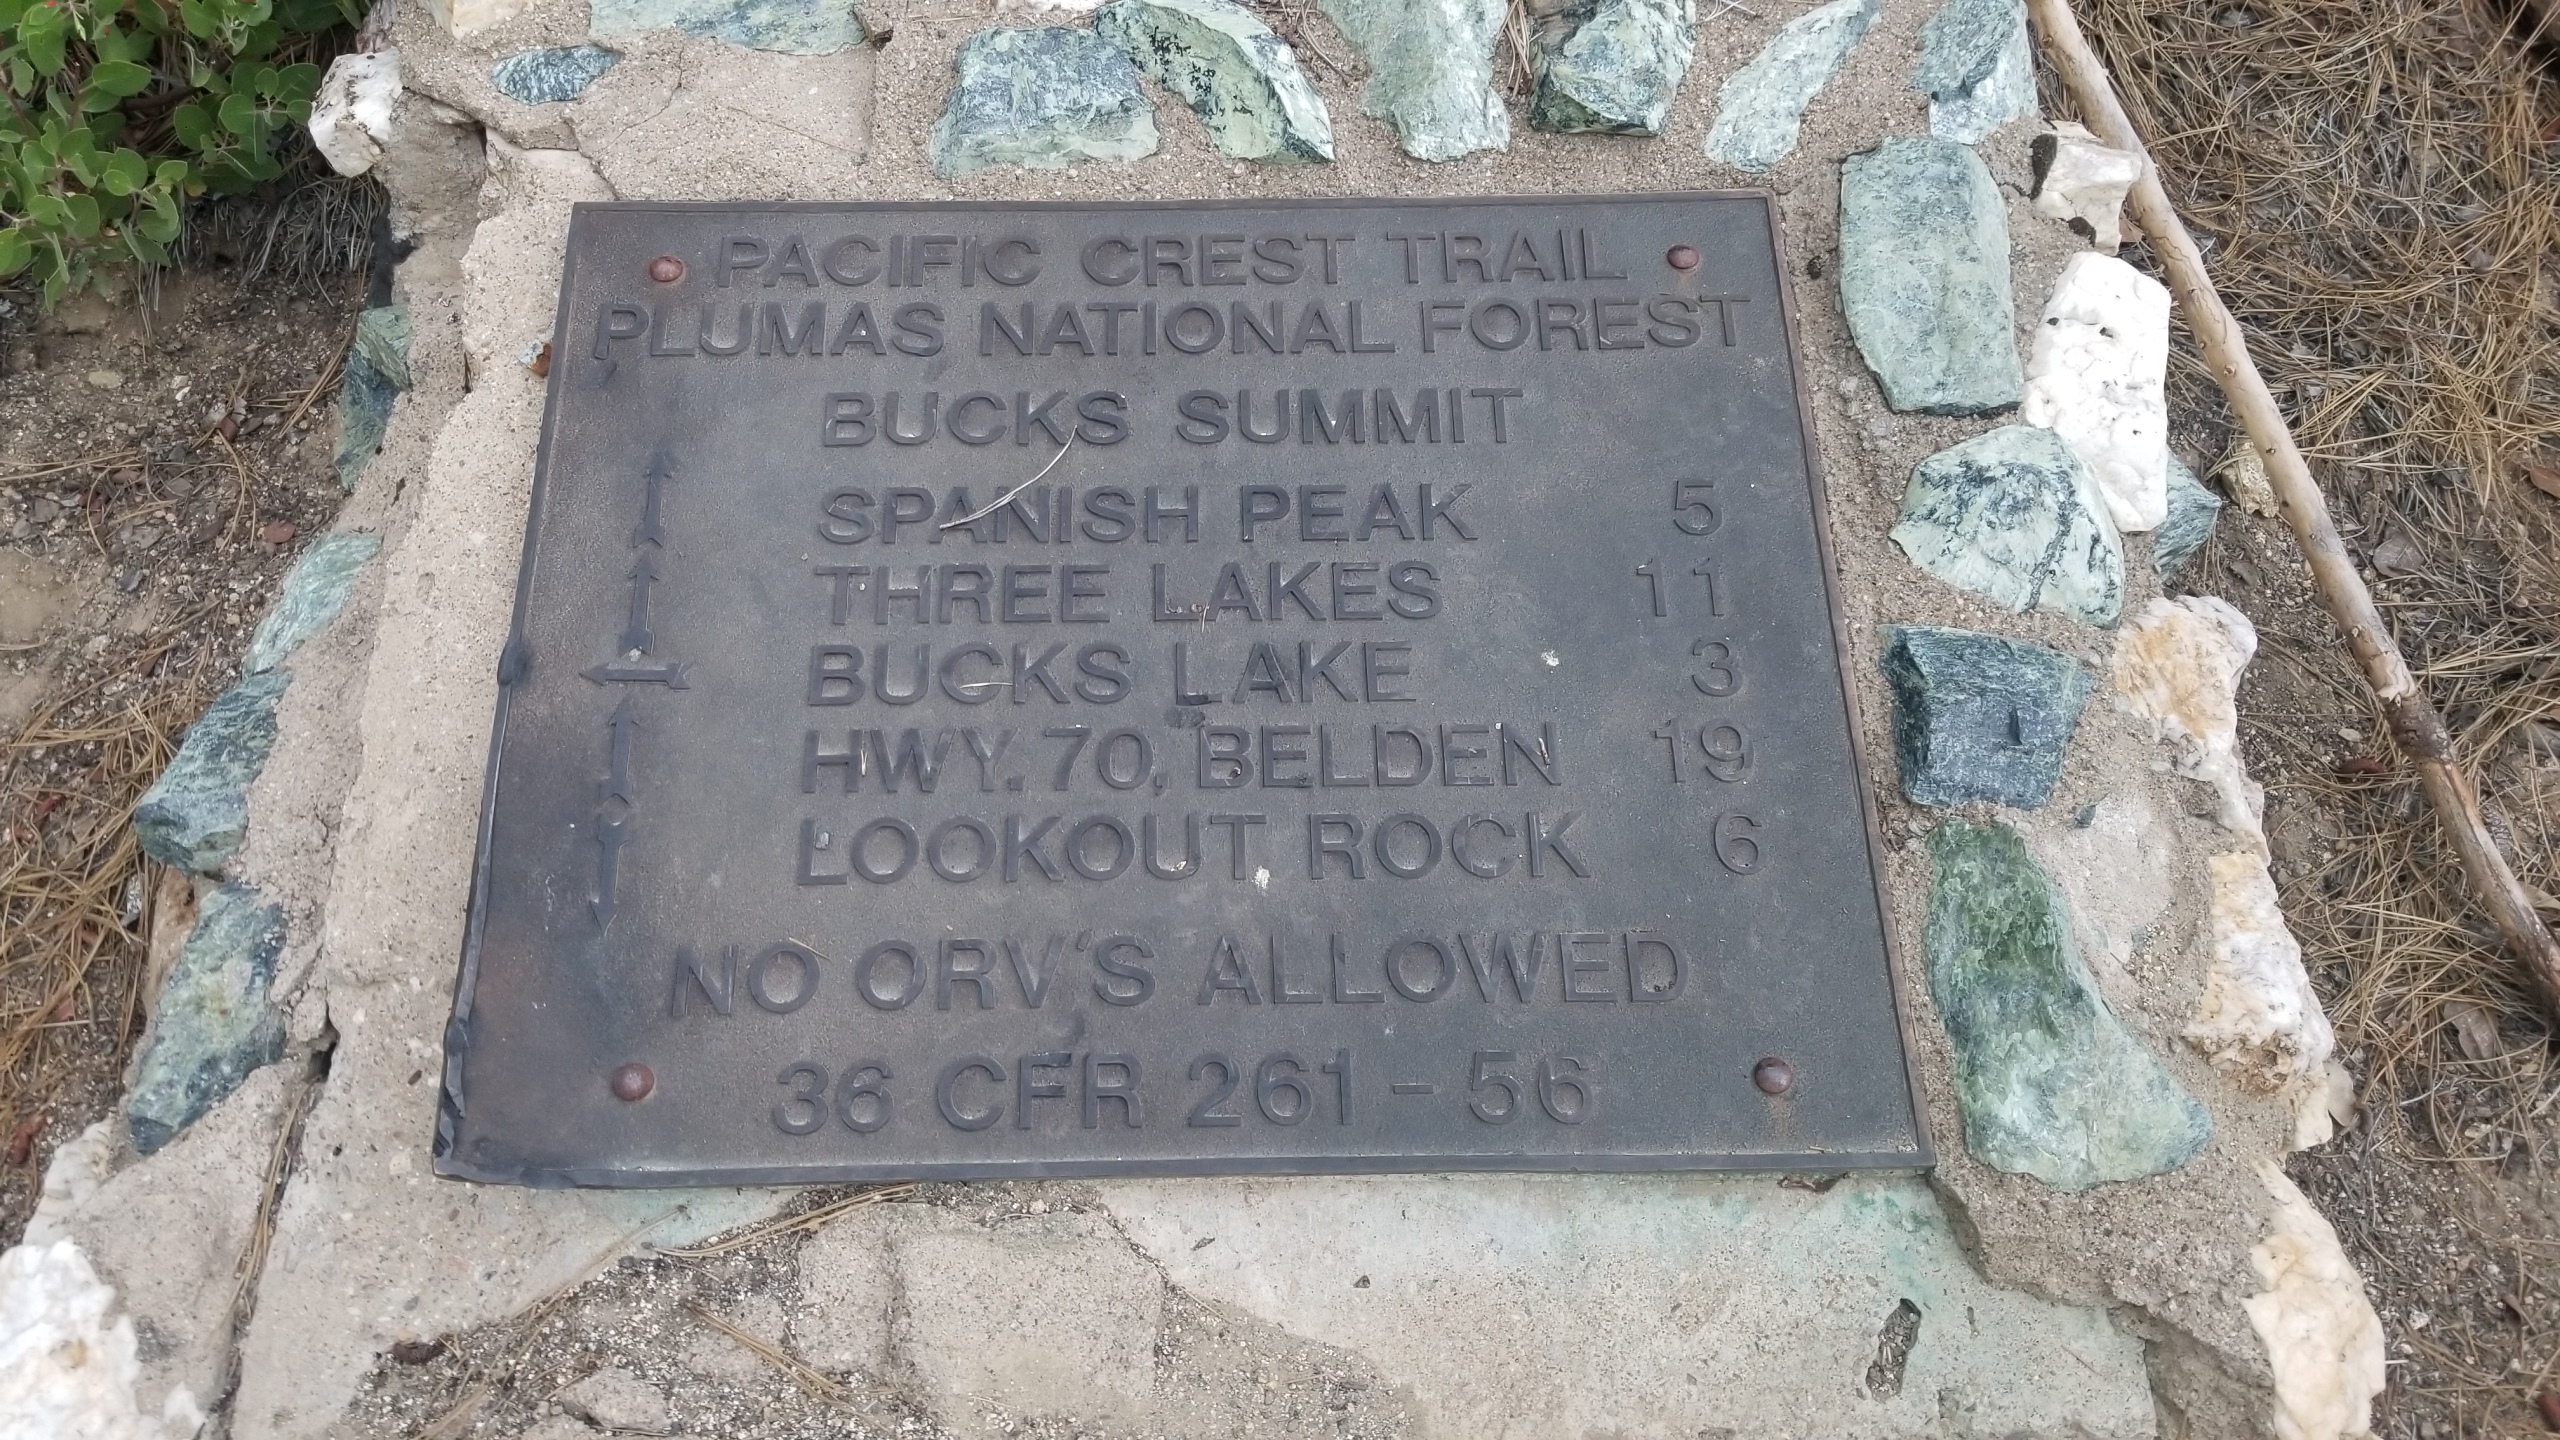 PACIFIC CREST TRAIL
PLUMAS NATIONAL FOREST
BUCKS SUMMIT
SPANISH PEAK 5
THREE LAKES 11
BUCKS LAKE 3
HWY. 70, BELDEN 19
LOOKOUT ROCK 6
NO ORV'S ALLOWED
36 CFR 261-56